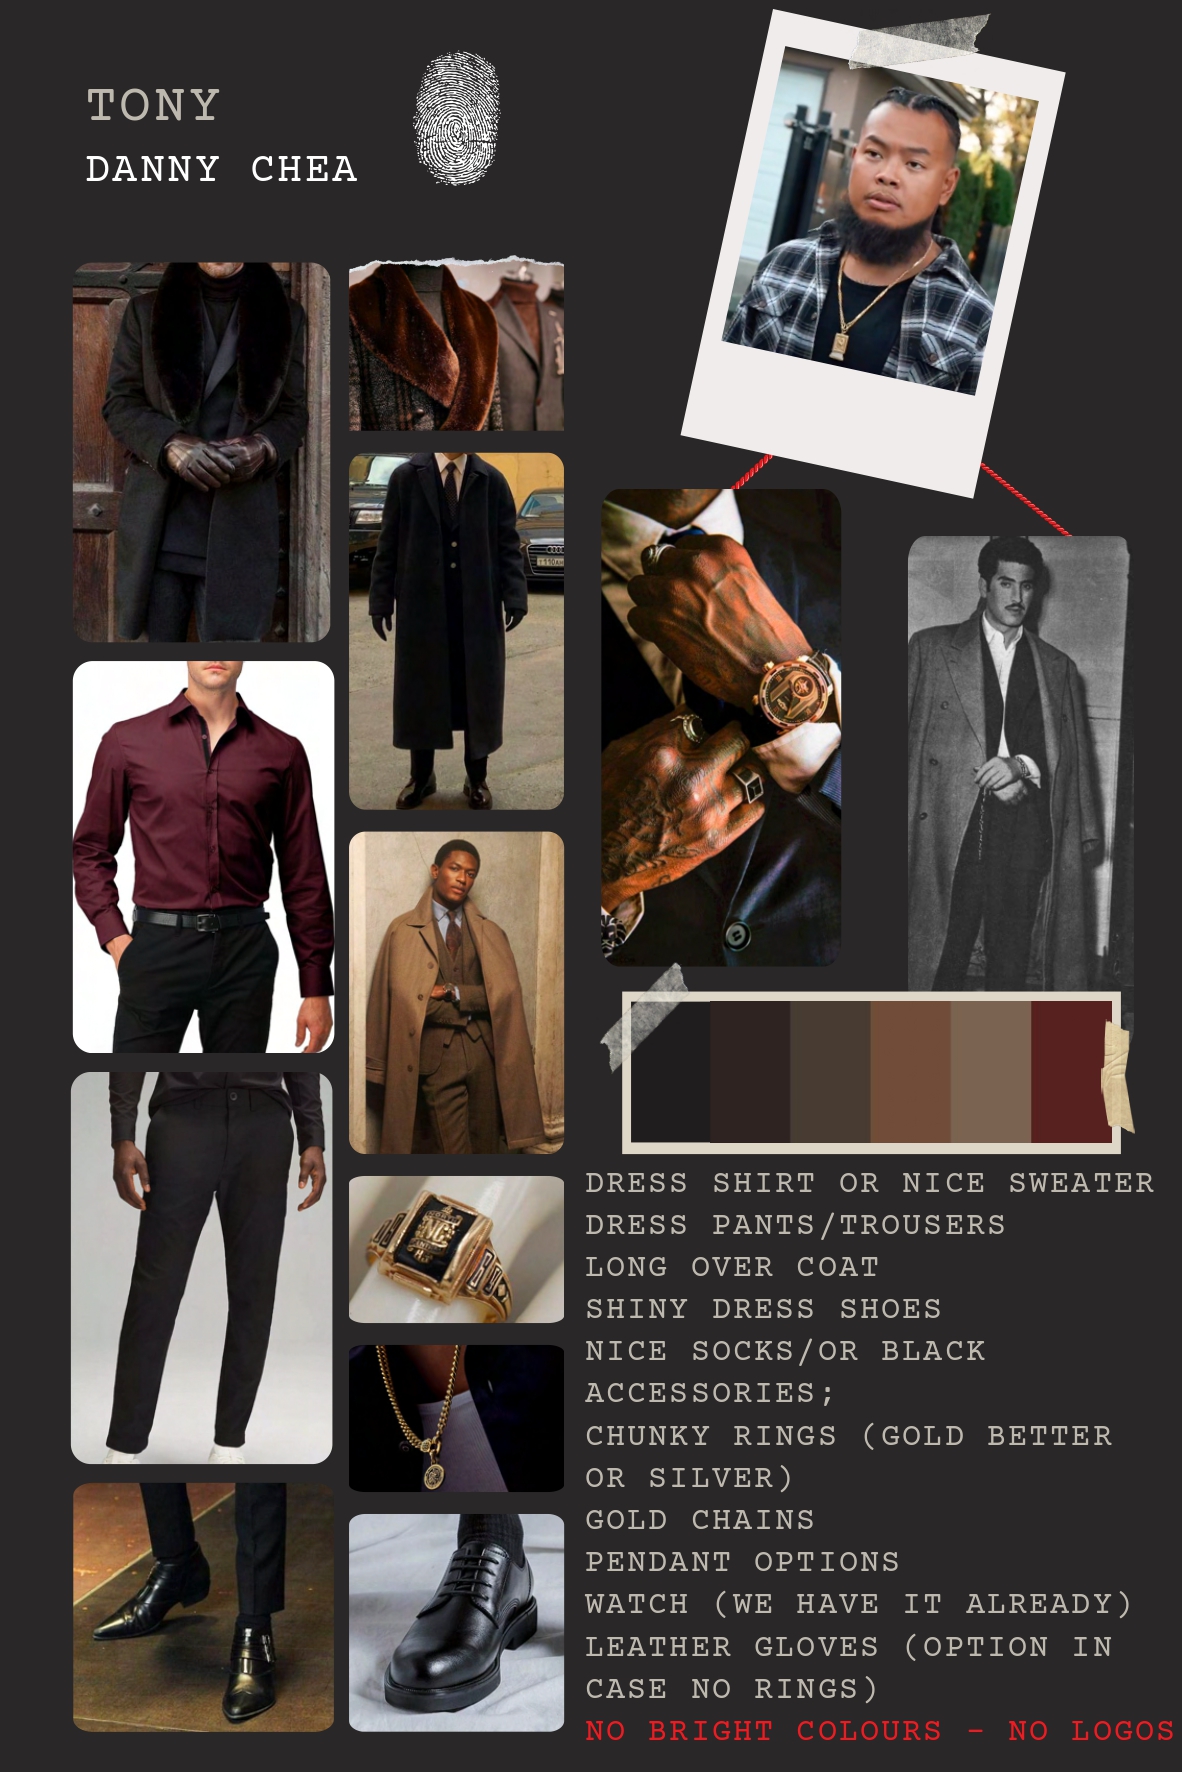 TONY
DANNY CHEA
DRESS SHIRT OR NICE SWEATER
DRESS PANTS/TROUSERS
LONG OVER COAT
SHINY DRESS SHOES
NICE SOCKS/OR BLACK
ACCESSORIES;
CHUNKY RINGS (GOLD BETTER
OR SILVER)
GOLD CHAINS
PENDANT OPTIONS
WATCH (WE HAVE IT ALREADY)
LEATHER GLOVES (OPTION IN
CASE NO RINGS)
NO BRIGHT COLOURS - NO LOGOS